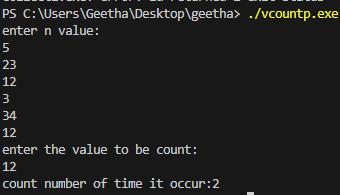 PS C:\Users\Geetha\Desktop\geetha> ./vcountp.exe
enter n value:
5
23
12
3
34
12
enter the value to be count:
12
count number of time it occur:2